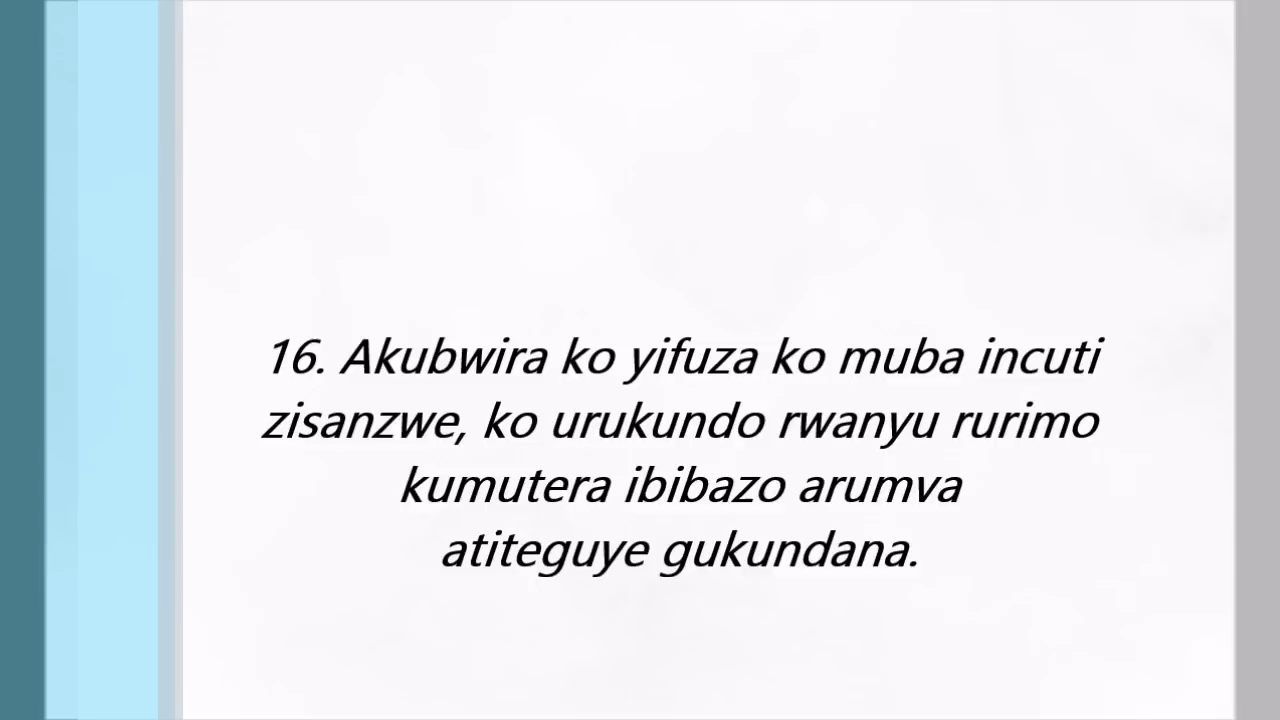 16. Akubwira ko yifuza ko muba incuti
zisanzwe, ko urukundo rwanyu rurimo
kumutera ibibazo arumva
atiteguye gukundana.